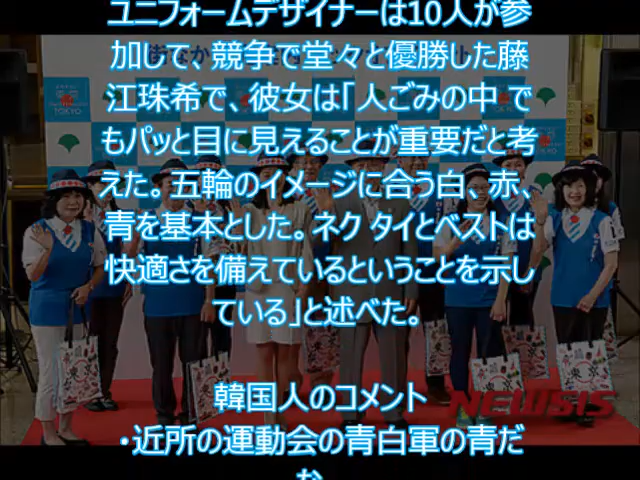 ユニフォームデザイナーは10人が参
加して、競争で堂々と優勝した藤
江珠希で、彼女は「人ごみの中で
もパッと目に見えることが重要だと考
えた。五輪のイメージに合う白、赤、
青を基本とした。ネクタイとベストは
快適さを備えているということを示し
ている」と述べた。
韓国人のコメント
・近所の運動会の青白軍の青だ
な
NEWSIS